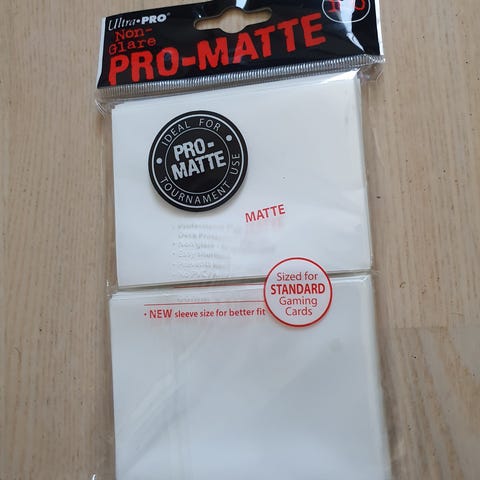 Ultra•PRO®
Non-
Glare
PRO-MATTE
IDEAL FOR
PRO-
MATTE
TOURNAMENT USE
MATTE
Sized for
STANDARD
Gaming
Cards
• NEW sleeve size for better fit